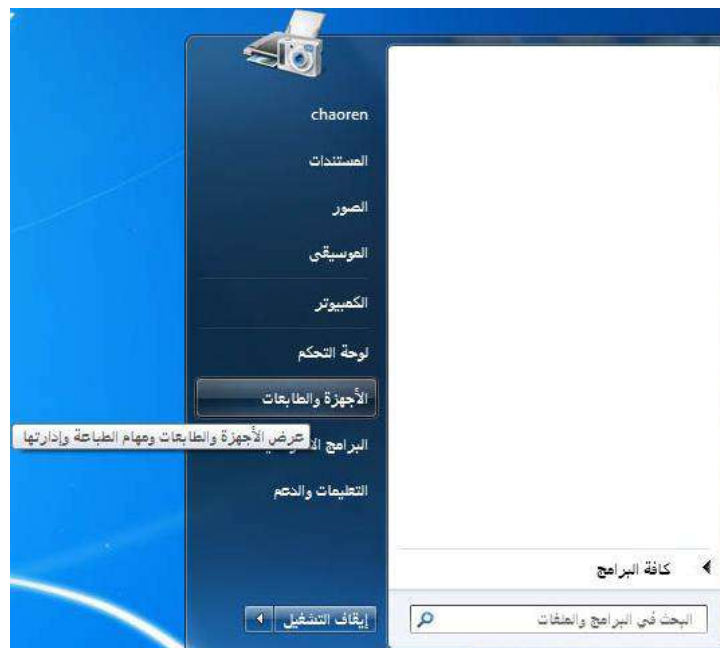 chaoren
المستندات
الصور
الموسيقى
الكمبيوتر
لوحة التحكم
الأجهزة والطابعات
عرض الأجهزة والطابعات ومهام الطباعة وإدارتها
البرامج
التعليمات والدعم
كافة البرامج
إيقاف التشغيل
البحث في البرامج والملفات